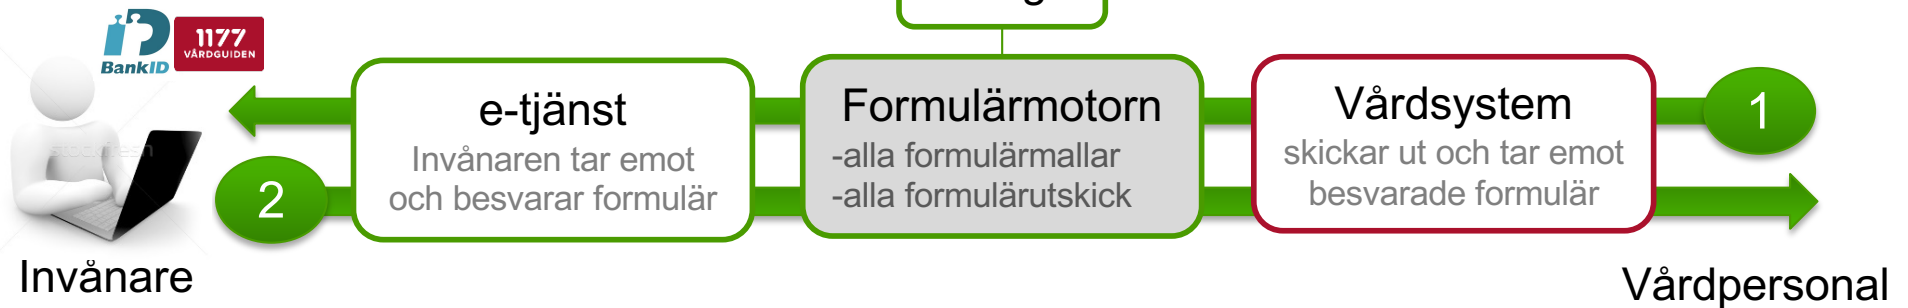 BankID
1177
VÅRDGUIDEN
e-tjänst
Invånaren tar emot
och besvarar formulär
Formulärmotorn
-alla formulärmallar
-alla formulärutskick
Vårdsystem
skickar ut och tar emot
besvarade formulär
1
2
Invånare
Vårdpersonal